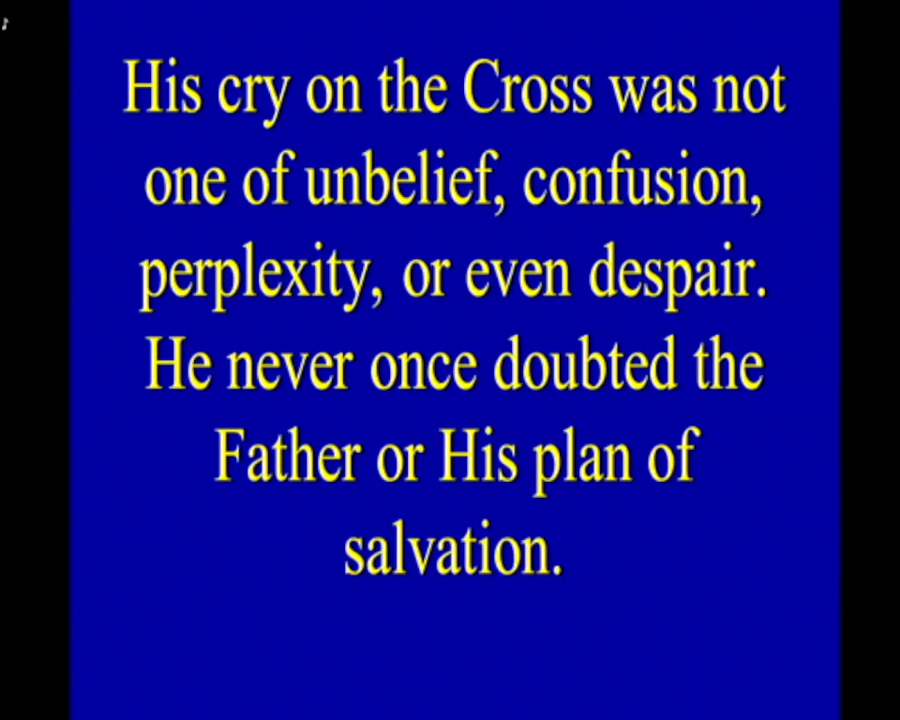 His cry on the Cross was not
one of unbelief, confusion,
perplexity, or even despair.
He never once doubted the
Father or His plan of
salvation.